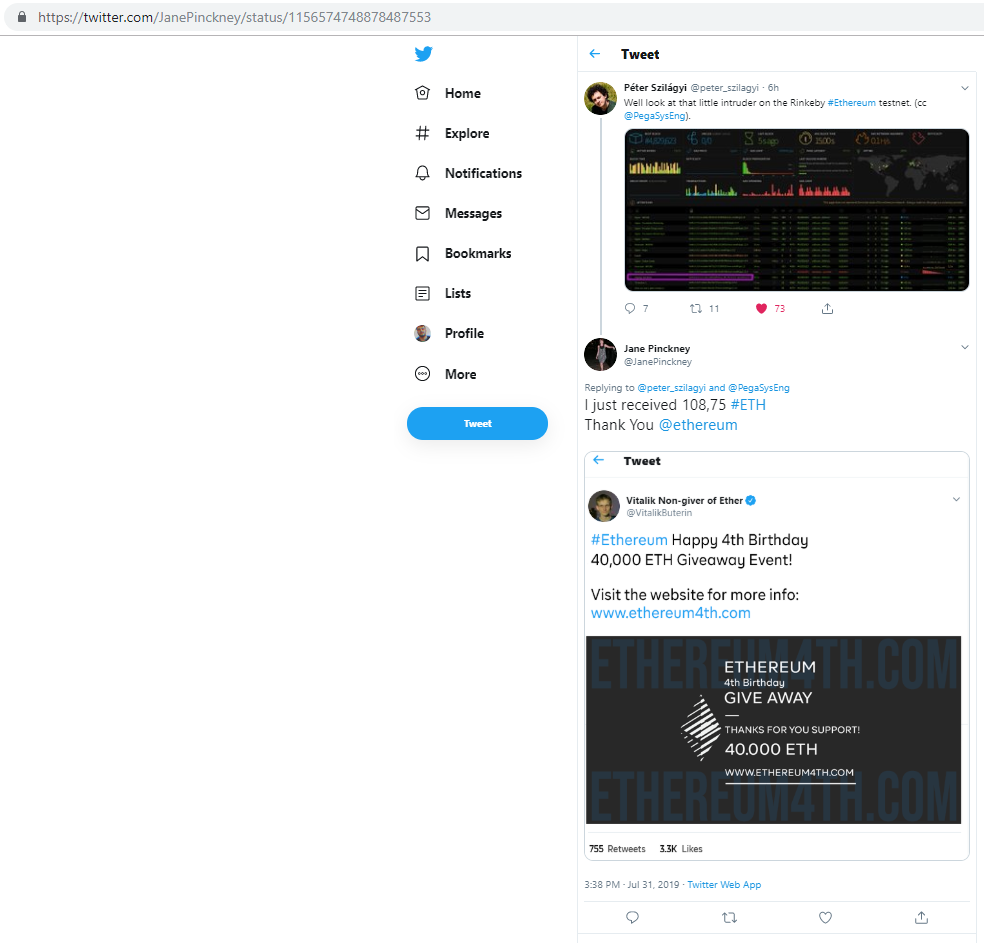 https://twitter.com/JanePinckney/status/1156574748878487553
Home
Explore
Notifications
Messages
Bookmarks
Lists
Profile
More
Tweet
Tweet
Péter Szilágyi @peter_szilagyi · 6h
Well look at that little intruder on the Rinkeby #Ethereum testnet. (cc
@PegaSysEng).
7 11 73
Jane Pinckney
@JanePinckney
Replying to @peter_szilagyi and @PegaSysEng
I just received 108,75 #ETH
Thank You @ethereum
Tweet
Vitalik Non-giver of Ether
@VitalikButerin
#Ethereum Happy 4th Birthday
40,000 ETH Giveaway Event!
Visit the website for more info:
www.ethereum4th.com
ETHEREUM4TH.COM
ETHEREUM
4th Birthday
GIVE AWAY
THANKS FOR YOU SUPPORT!
40.000 ETH
WWW.ETHEREUM4TH.COM
ETHEREUM4TH.COM
755 Retweets 3.3K Likes
3:38 PM · Jul 31, 2019 · Twitter Web App